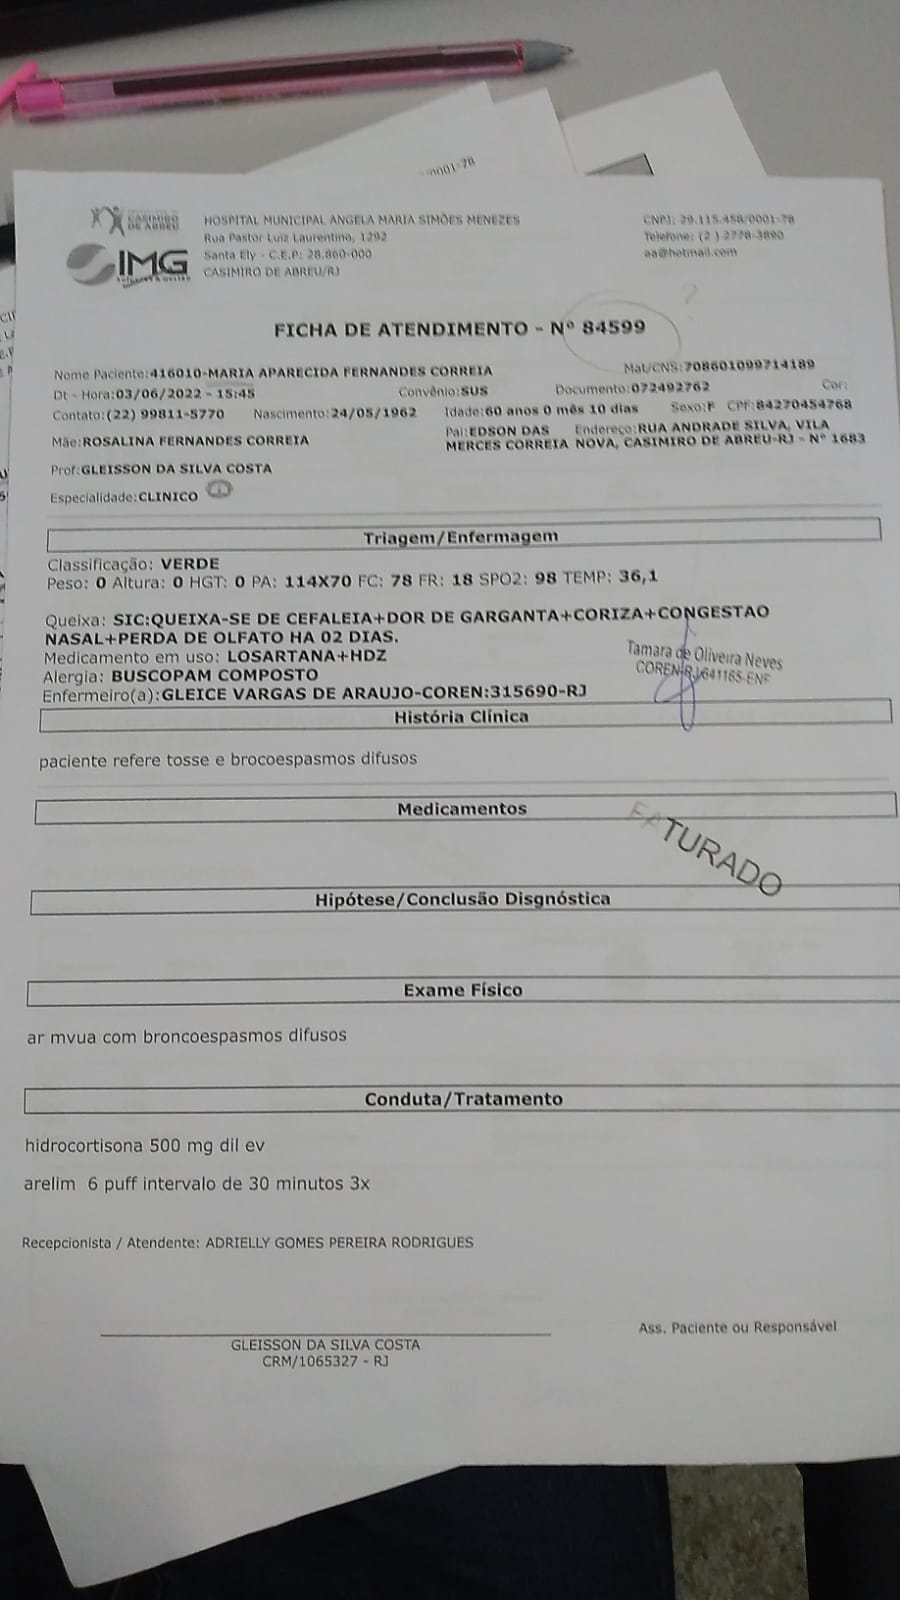 0001-78
CASIMIRO
DE ABREU
IMG
HOSPITAL MUNICIPAL ANGELA MARIA SIMÕES MENEZES
Rua Pastor Luiz Laurentino, 1292
Santa Ely - C.E.P: 28.860-000
CASIMIRO DE ABREU/RJ
CNPJ: 29.115.458/0001-78
Telefone: (2 ) 2778-3890
aa@hotmail.com
?
FICHA DE ATENDIMENTO - Nº 84599
Nome Paciente:416010-MARIA APARECIDA FERNANDES CORREIA Mat/CNS:708601099714189
Dt - Hora:03/06/2022 - 15:45 Convênio:SUS Documento:072492762 Cor:
Contato:(22) 99811-5770 Nascimento:24/05/1962 Idade:60 anos 0 mês 10 dias Sexo:F CPF:84270454768
Mãe:ROSALINA FERNANDES CORREIA
Pai:EDSON DAS MERCES CORREIA
Endereço:RUA ANDRADE SILVA, VILA
NOVA, CASIMIRO DE ABREU-RJ - Nº 1683
Prof:GLEISSON DA SILVA COSTA
Especialidade:CLINICO
Triagem/Enfermagem
Classificação: VERDE
Peso: 0 Altura: 0 HGT: 0 PA: 114X70 FC: 78 FR: 18 SPO2: 98 TEMP: 36,1
Queixa: SIC:QUEIXA-SE DE CEFALEIA+DOR DE GARGANTA+CORIZA+CONGESTAO
NASAL+PERDA DE OLFATO HA 02 DIAS.
Medicamento em uso: LOSARTANA+HDZ
Alergia: BUSCOPAM COMPOSTO
Enfermeiro(a):GLEICE VARGAS DE ARAUJO-COREN:315690-RJ
Tamara de Oliveira Neves
COREN-RJ 641165-ENF
História Clínica
paciente refere tosse e brocoespasmos difusos
Medicamentos
FATURADO
Hipótese/Conclusão Disgnóstica
Exame Físico
ar mvua com broncoespasmos difusos
Conduta/Tratamento
hidrocortisona 500 mg dil ev
arelim 6 puff intervalo de 30 minutos 3x
Recepcionista / Atendente: ADRIELLY GOMES PEREIRA RODRIGUES
GLEISSON DA SILVA COSTA
CRM/1065327 - RJ
Ass. Paciente ou Responsável